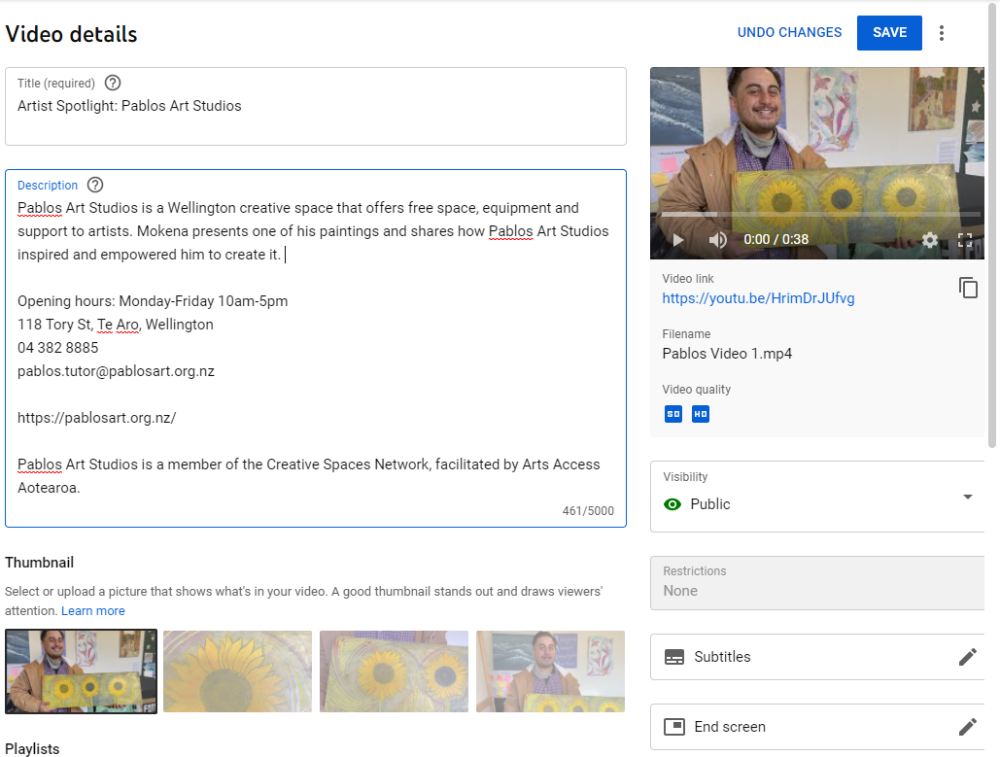 Video details
UNDO CHANGES
SAVE
Title (required)
Artist Spotlight: Pablos Art Studios
Description
Pablos Art Studios is a Wellington creative space that offers free space, equipment and
support to artists. Mokena presents one of his paintings and shares how Pablos Art Studios
inspired and empowered him to create it.
Opening hours: Monday-Friday 10am-5pm
118 Tory St, Te Aro, Wellington
04 382 8885
pablos.tutor@pablosart.org.nz
https://pablosart.org.nz/
Pablos Art Studios is a member of the Creative Spaces Network, facilitated by Arts Access
Aotearoa.
461/5000
Thumbnail
Select or upload a picture that shows what's in your video. A good thumbnail stands out and draws viewers'
attention. Learn more
Playlists
0:00 / 0:38
Video link
https://youtu.be/HrimDrJUfvg
Filename
Pablos Video 1.mp4
Video quality
SD HD
Visibility
Public
Restrictions
None
Subtitles
End screen